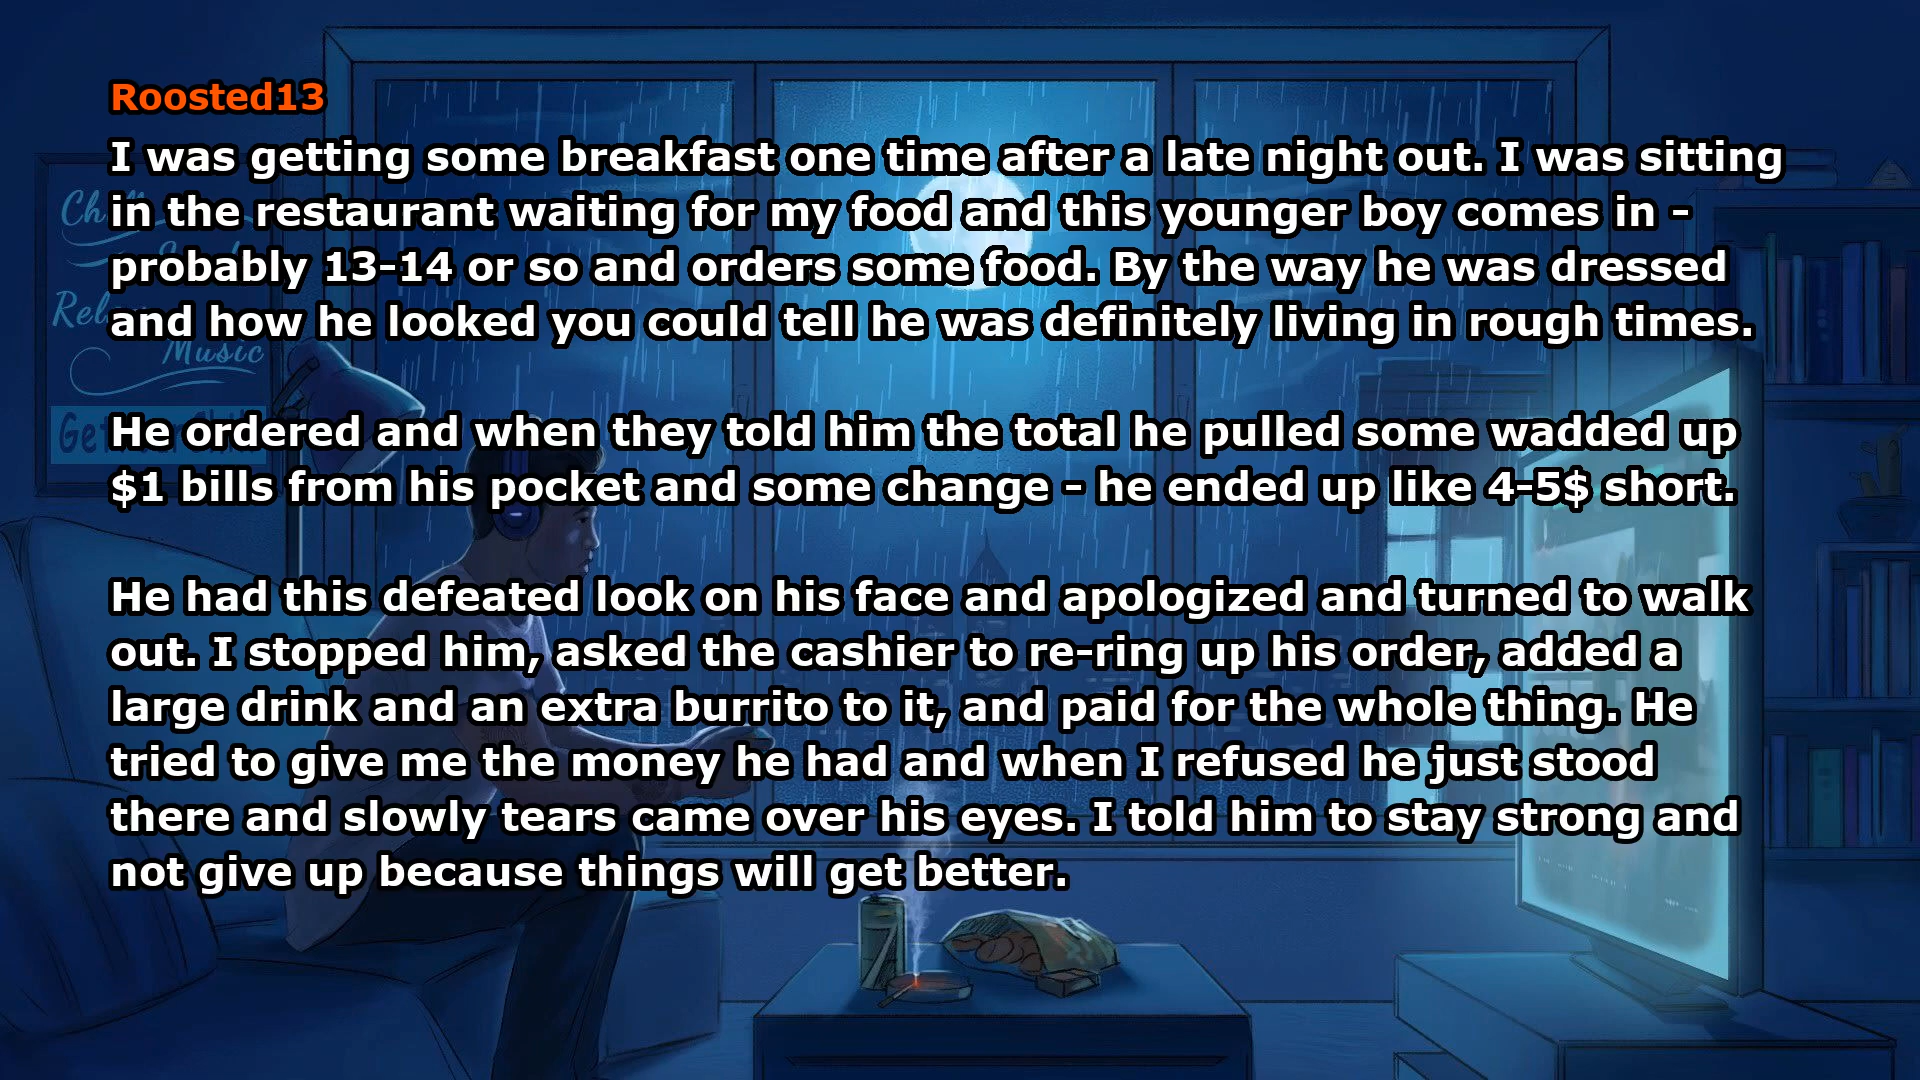 Roosted13
I was getting some breakfast one time after a late night out. I was sitting
in the restaurant waiting for my food and this younger boy comes in -
probably 13-14 or so and orders some food. By the way he was dressed
and how he looked you could tell he was definitely living in rough times.
He ordered and when they told him the total he pulled some wadded up
$1 bills from his pocket and some change - he ended up like 4-5$ short.
He had this defeated look on his face and apologized and turned to walk
out. I stopped him, asked the cashier to re-ring up his order, added a
large drink and an extra burrito to it, and paid for the whole thing. He
tried to give me the money he had and when I refused he just stood
there and slowly tears came over his eyes. I told him to stay strong and
not give up because things will get better.
Music